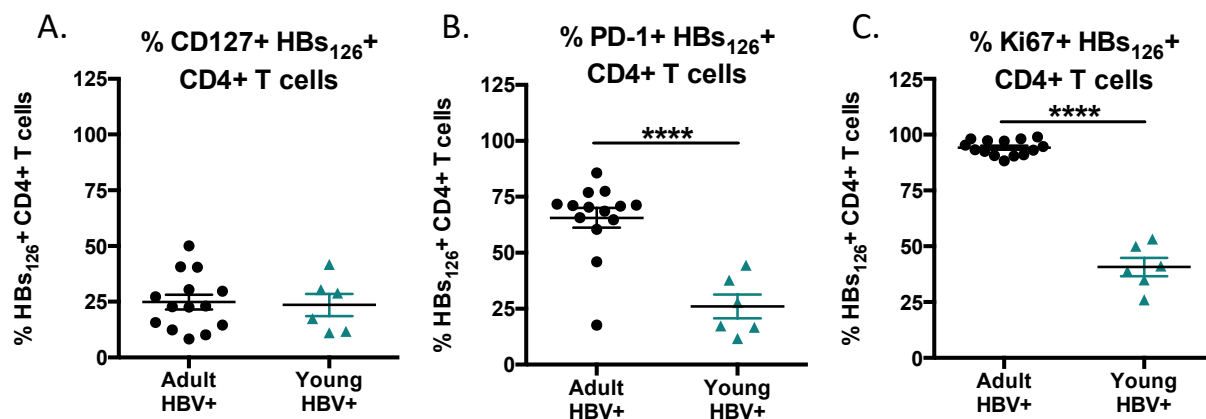 A.
% CD127+ HBs126+
CD4+ T cells
% HBs126+ CD4+ T cells
125
100
75
50
25
0
Adult
HBV+
Young
HBV+
B.
% PD-1+ HBs126+
CD4+ T cells
% HBs126+ CD4+ T cells
125
100
75
50
25
0
****
Adult
HBV+
Young
HBV+
C.
% Ki67+ HBs126+
CD4+ T cells
% HBs126+ CD4+ T cells
125
100
75
50
25
0
****
Adult
HBV+
Young
HBV+